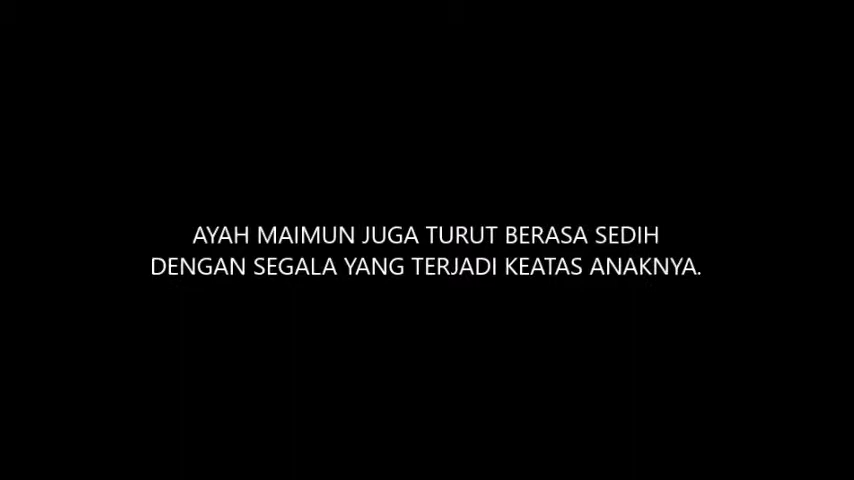 AYAH MAIMUN JUGA TURUT BERASA SEDIH
DENGAN SEGALA YANG TERJADI KEATAS ANAKNYA.